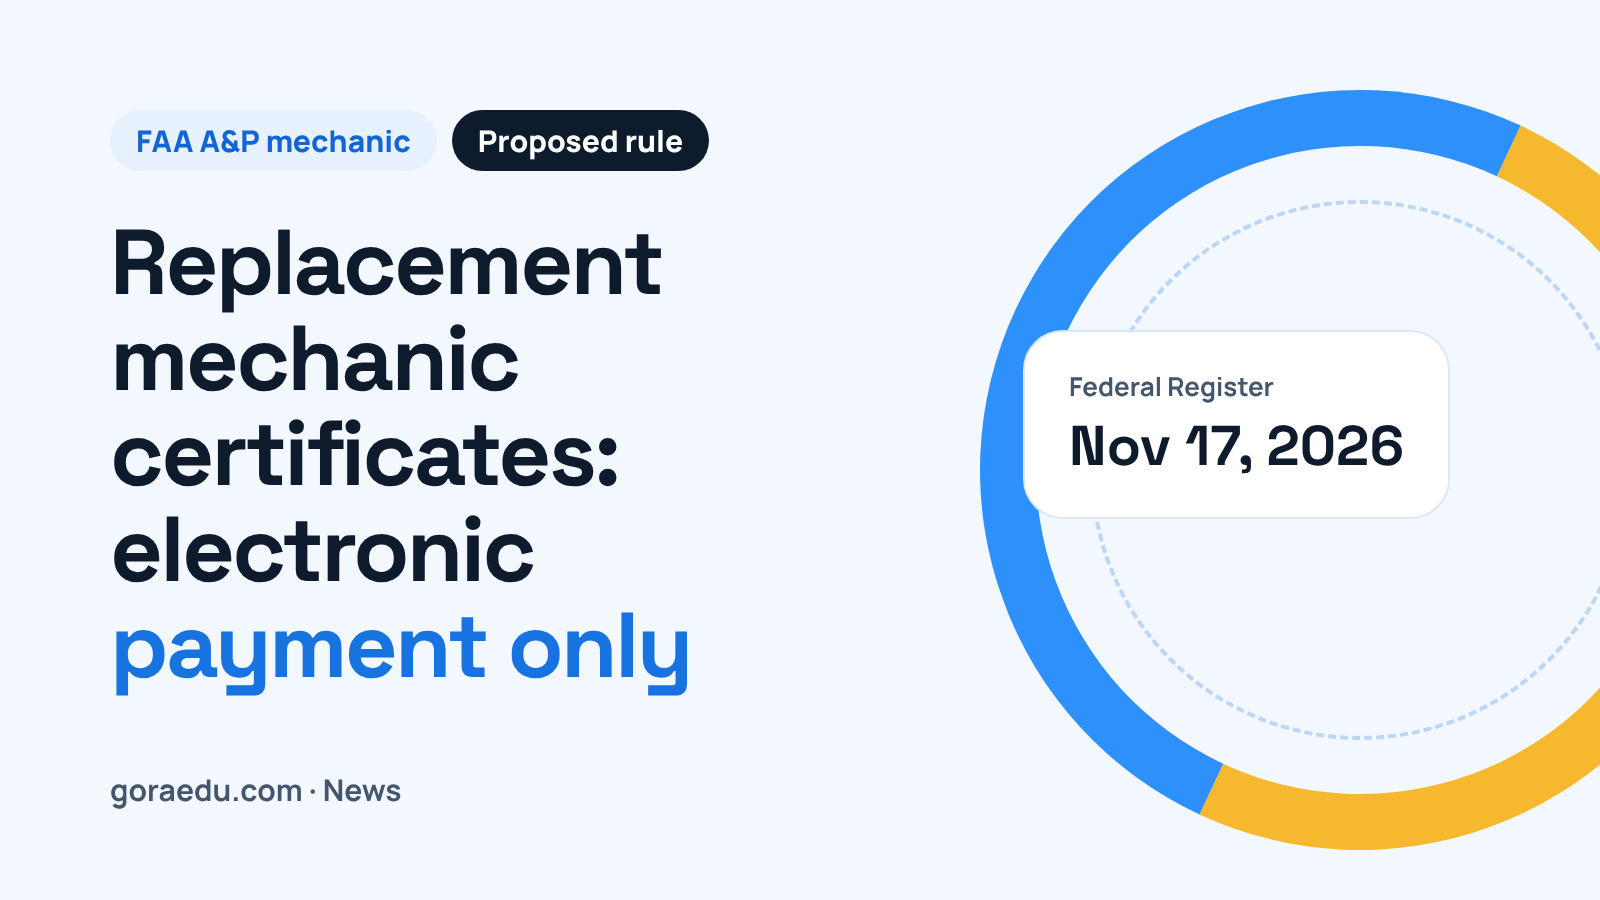 FAA A&P mechanic
Proposed rule
Replacement
mechanic
certificates:
electronic
payment only
Federal Register
Nov 17, 2026
goraedu.com · News